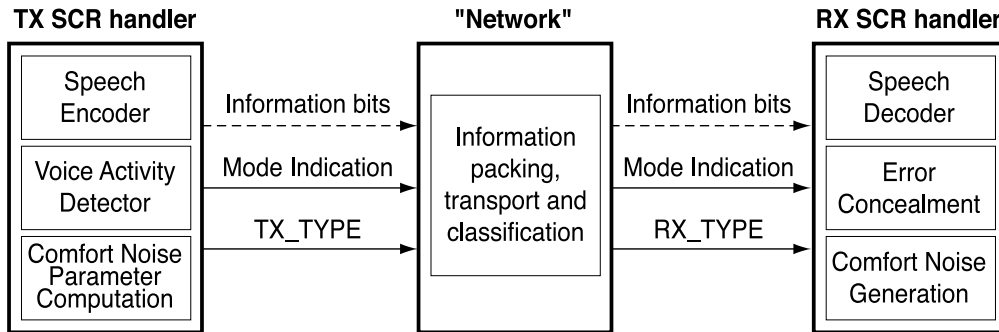 TX SCR handler
"Network"
RX SCR handler
Speech
Encoder
Voice Activity
Detector
Comfort Noise
Parameter
Computation
Information bits
Mode Indication
TX_TYPE
Information
packing,
transport and
classification
Information bits
Mode Indication
RX_TYPE
Speech
Decoder
Error
Concealment
Comfort Noise
Generation